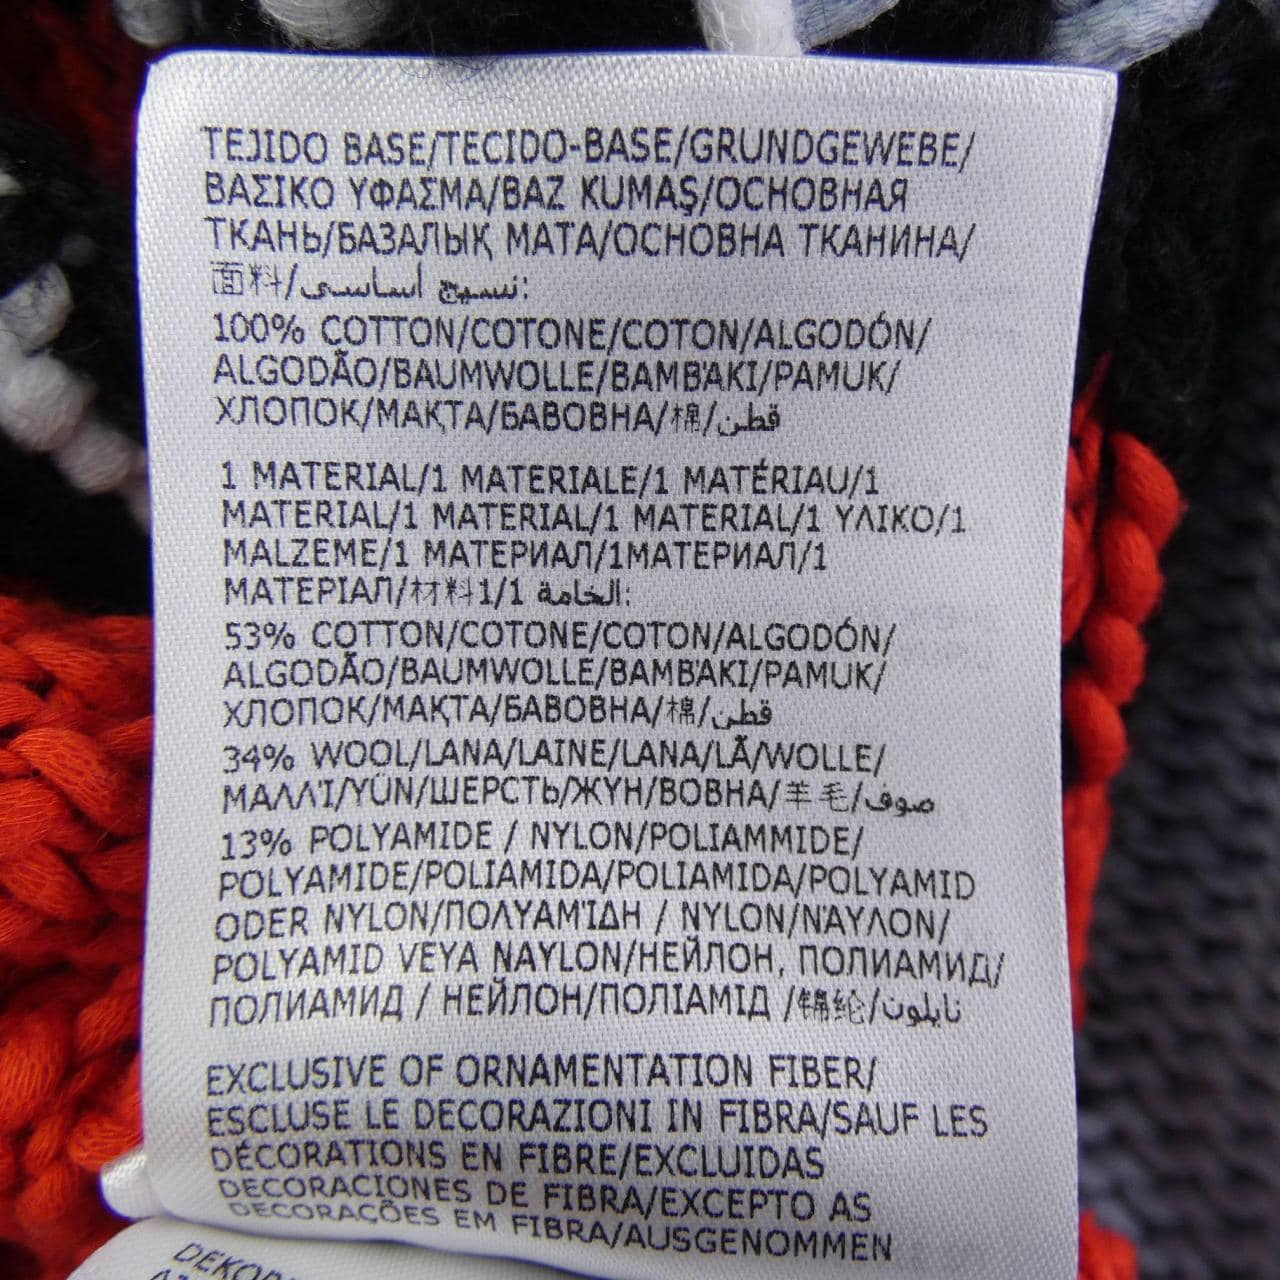 TEJIDO BASE/TECIDO-BASE/GRUNDGEWEBE/
ΒΑΣΙΚΟ ΥΦΑΣΜΑ/BAZ KUMAŞ/ОСНОВНАЯ
ТКАНЬ/БАЗАЛЫҚ МАТА/ОСНОВНА ТКАНИНА/
面料/نسيج أساسى:
100% COTTON/COTONE/COTON/ALGODÓN/
ALGODÃO/BAUMWOLLE/ΒΑΜΒΆΚΙ/PAMUK/
ХЛОПОК/МАҚТА/БАВОВНА/棉/قطن
1 MATERIAL/1 MATERIALE/1 MATÉRIAU/1
MATERIAL/1 MATERIAL/1 MATERIAL/1 ΥΛΙΚΟ/1
MALZEME/1 МАТЕРИАЛ/1МАТЕРИАЛ/1
МАТЕРІАЛ/材料1/1 الخامة:
53% COTTON/COTONE/COTON/ALGODÓN/
ALGODÃO/BAUMWOLLE/ΒΑΜΒΆΚΙ/PAMUK/
ХЛОПОК/МАҚТА/БАВОВНА/棉/قطن
34% WOOL/LANA/LAINE/LANA/LÃ/WOLLE/
ΜΑΛΛΊ/YÜN/ШЕРСТЬ/ЖҮН/ВОВНА/羊毛/صوف
13% POLYAMIDE / NYLON/POLIAMMIDE/
POLYAMIDE/POLIAMIDA/POLIAMIDA/POLYAMID
ODER NYLON/ΠΟΛΥΑΜΊΔΗ / NYLON/ΝΆΥΛΟΝ/
POLYAMID VEYA NAYLON/НЕЙЛОН, ПОЛИАМИД/
ПОЛИАМИД / НЕЙЛОН/ПОЛІАМІД /锦纶/نايلون
EXCLUSIVE OF ORNAMENTATION FIBER/
ESCLUSE LE DECORAZIONI IN FIBRA/SAUF LES
DÉCORATIONS EN FIBRE/EXCLUIDAS
DECORACIONES DE FIBRA/EXCEPTO AS
DECORAÇÕES EM FIBRA/AUSGENOMMEN